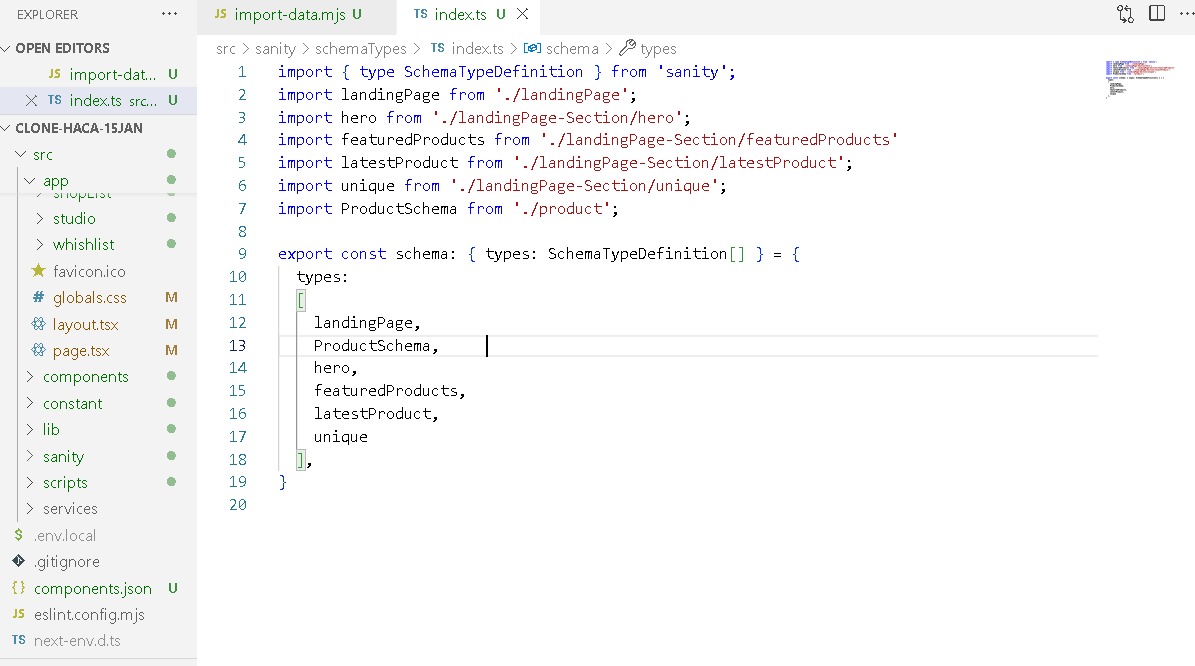 EXPLORER ···
OPEN EDITORS
JS import-dat... U
TS index.ts src... U
CLONE-HACA-15JAN
src
app
shopList
studio
whishlist
favicon.ico
# globals.css M
layout.tsx M
page.tsx M
components
constant
lib
sanity
scripts
services
$ .env.local
.gitignore
{} components.json U
JS eslint.config.mjs
TS next-env.d.ts
JS import-data.mjs U
TS index.ts U
src > sanity > schemaTypes > TS index.ts > schema > types
1 import { type SchemaTypeDefinition } from 'sanity';
2 import landingPage from './landingPage';
3 import hero from './landingPage-Section/hero';
4 import featuredProducts from './landingPage-Section/featuredProducts'
5 import latestProduct from './landingPage-Section/latestProduct';
6 import unique from './landingPage-Section/unique';
7 import ProductSchema from './product';
8
9 export const schema: { types: SchemaTypeDefinition[] } = {
10 types:
11 [
12 landingPage,
13 ProductSchema,
14 hero,
15 featuredProducts,
16 latestProduct,
17 unique
18 ],
19 }
20